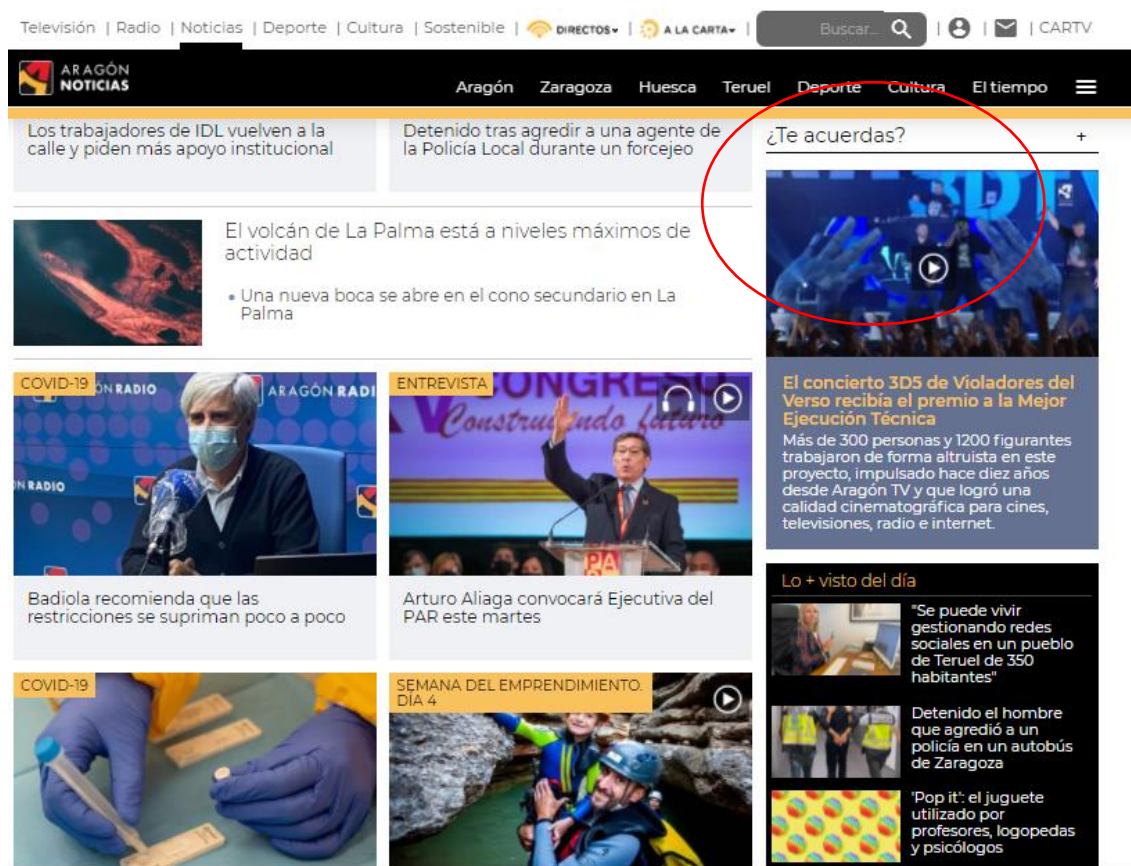 Televisión | Radio | Noticias | Deporte | Cultura | Sostenible | DIRECTOS | A LA CARTA | Buscar... | | | CARTV
ARAGÓN
NOTICIAS
Aragón Zaragoza Huesca Teruel Deporte Cultura El tiempo
Los trabajadores de IDL vuelven a la
calle y piden más apoyo institucional
Detenido tras agredir a una agente de
la Policía Local durante un forcejeo
El volcán de La Palma está a niveles máximos de
actividad
• Una nueva boca se abre en el cono secundario en La
Palma
COVID-19
ÓN RADIO
ARAGÓN RADI
ÓN RADIO
Badiola recomienda que las
restricciones se supriman poco a poco
ENTREVISTA
CONGRESO
Construyendo futuro
PA
Arturo Aliaga convocará Ejecutiva del
PAR este martes
COVID-19
SEMANA DEL EMPRENDIMIENTO.
DÍA 4
¿Te acuerdas? +
3D
El concierto 3D5 de Violadores del
Verso recibía el premio a la Mejor
Ejecución Técnica
Más de 300 personas y 1200 figurantes
trabajaron de forma altruista en este
proyecto, impulsado hace diez años
desde Aragón TV y que logró una
calidad cinematográfica para cines,
televisiones, radio e internet.
Lo + visto del día
"Se puede vivir
gestionando redes
sociales en un pueblo
de Teruel de 350
habitantes"
Detenido el hombre
que agredió a un
policía en un autobús
de Zaragoza
'Pop it': el juguete
utilizado por
profesores, logopedas
y psicólogos